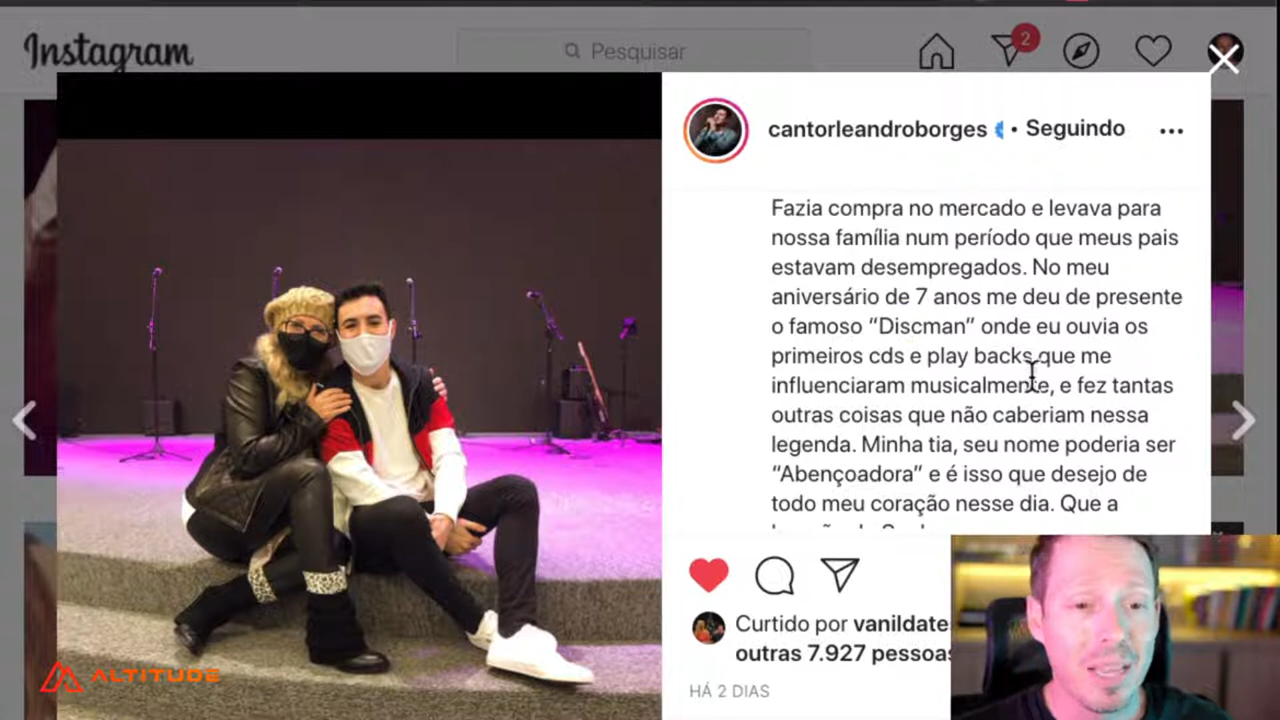 Instagram
Pesquisar
2
cantorleandroborges • Seguindo
Fazia compra no mercado e levava para
nossa família num período que meus pais
estavam desempregados. No meu
aniversário de 7 anos me deu de presente
o famoso “Discman” onde eu ouvia os
primeiros cds e play backs que me
influenciaram musicalmente, e fez tantas
outras coisas que não caberiam nessa
legenda. Minha tia, seu nome poderia ser
“Abençoadora” e é isso que desejo de
todo meu coração nesse dia. Que a
Curtido por vanildate
outras 7.927 pessoas
HÁ 2 DIAS
ALTITUDE